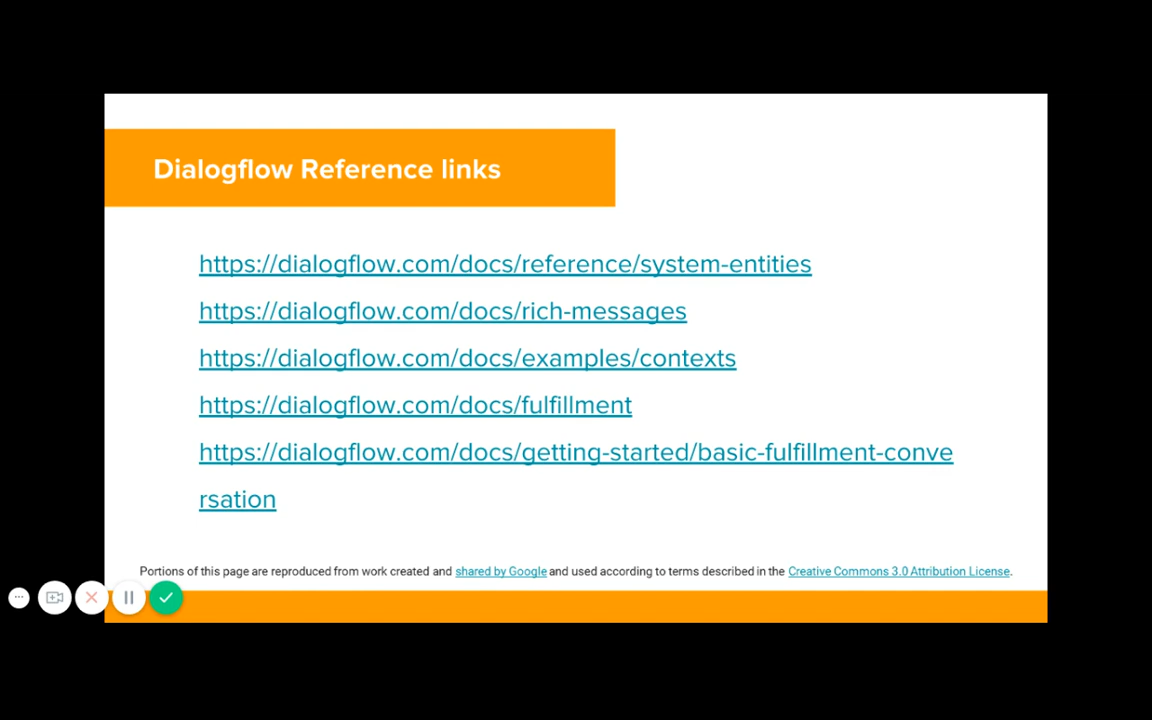 Dialogflow Reference links
https://dialogflow.com/docs/reference/system-entities
https://dialogflow.com/docs/rich-messages
https://dialogflow.com/docs/examples/contexts
https://dialogflow.com/docs/fulfillment
https://dialogflow.com/docs/getting-started/basic-fulfillment-conve
rsation
Portions of this page are reproduced from work created and shared by Google and used according to terms described in the Creative Commons 3.0 Attribution License.